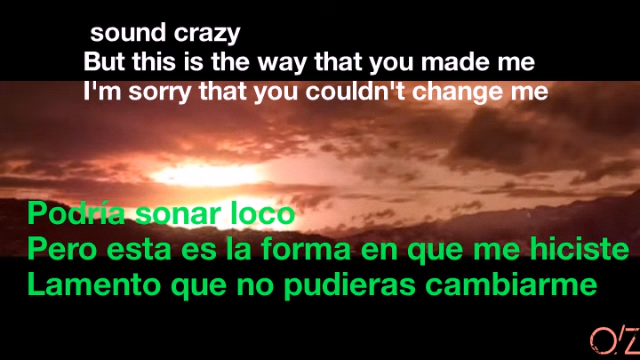 sound crazy
But this is the way that you made me
I'm sorry that you couldn't change me
Podría sonar loco
Pero esta es la forma en que me hiciste
Lamento que no pudieras cambiarme
O/Z